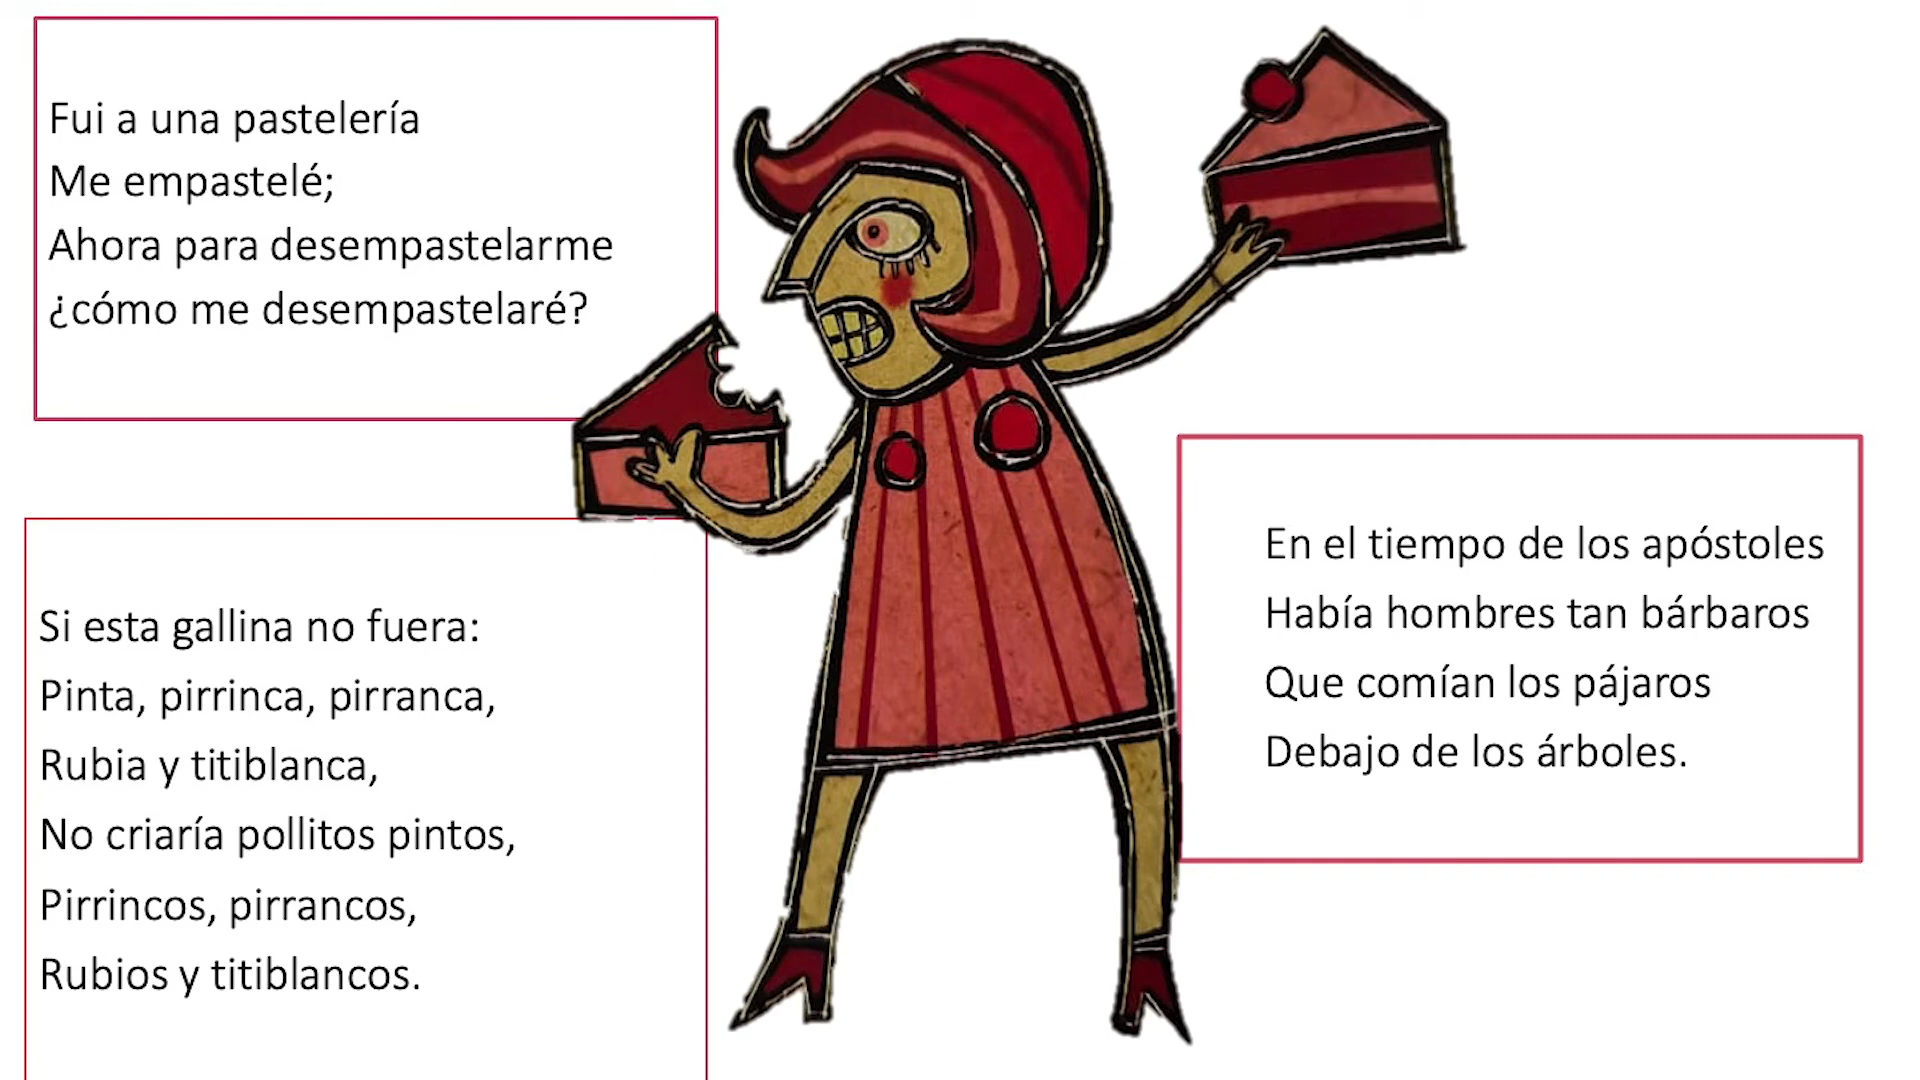 Fui a una pastelería
Me empastelé;
Ahora para desempastelarme
¿cómo me desempastelaré?
Si esta gallina no fuera:
Pinta, pirrinca, pirranca,
Rubia y titiblanca,
No criaría pollitos pintos,
Pirrincos, pirrancos,
Rubios y titiblancos.
En el tiempo de los apóstoles
Había hombres tan bárbaros
Que comían los pájaros
Debajo de los árboles.